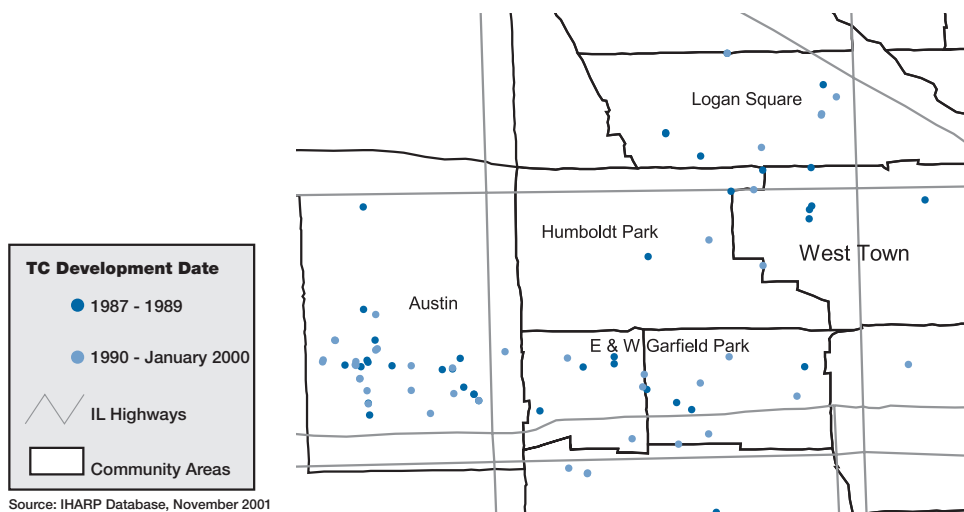 Logan Square
Humboldt Park
West Town
Austin
E & W Garfield Park
TC Development Date
1987 - 1989
1990 - January 2000
IL Highways
Community Areas
Source: IHARP Database, November 2001